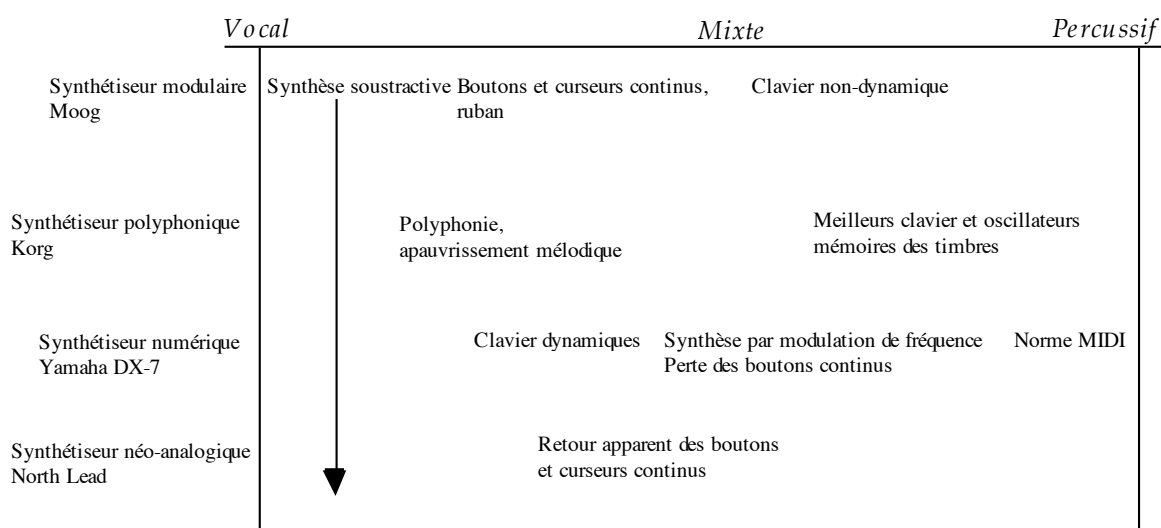 Vocal Mixte Percussif
Synthétiseur modulaire Synthèse soustractive Boutons et curseurs continus, Clavier non-dynamique
Moog ruban
Synthétiseur polyphonique Polyphonie, Meilleurs clavier et oscillateurs
Korg apauvrissement mélodique mémoires des timbres
Synthétiseur numérique Clavier dynamiques Synthèse par modulation de fréquence Norme MIDI
Yamaha DX-7 Perte des boutons continus
Synthétiseur néo-analogique Retour apparent des boutons
North Lead et curseurs continus